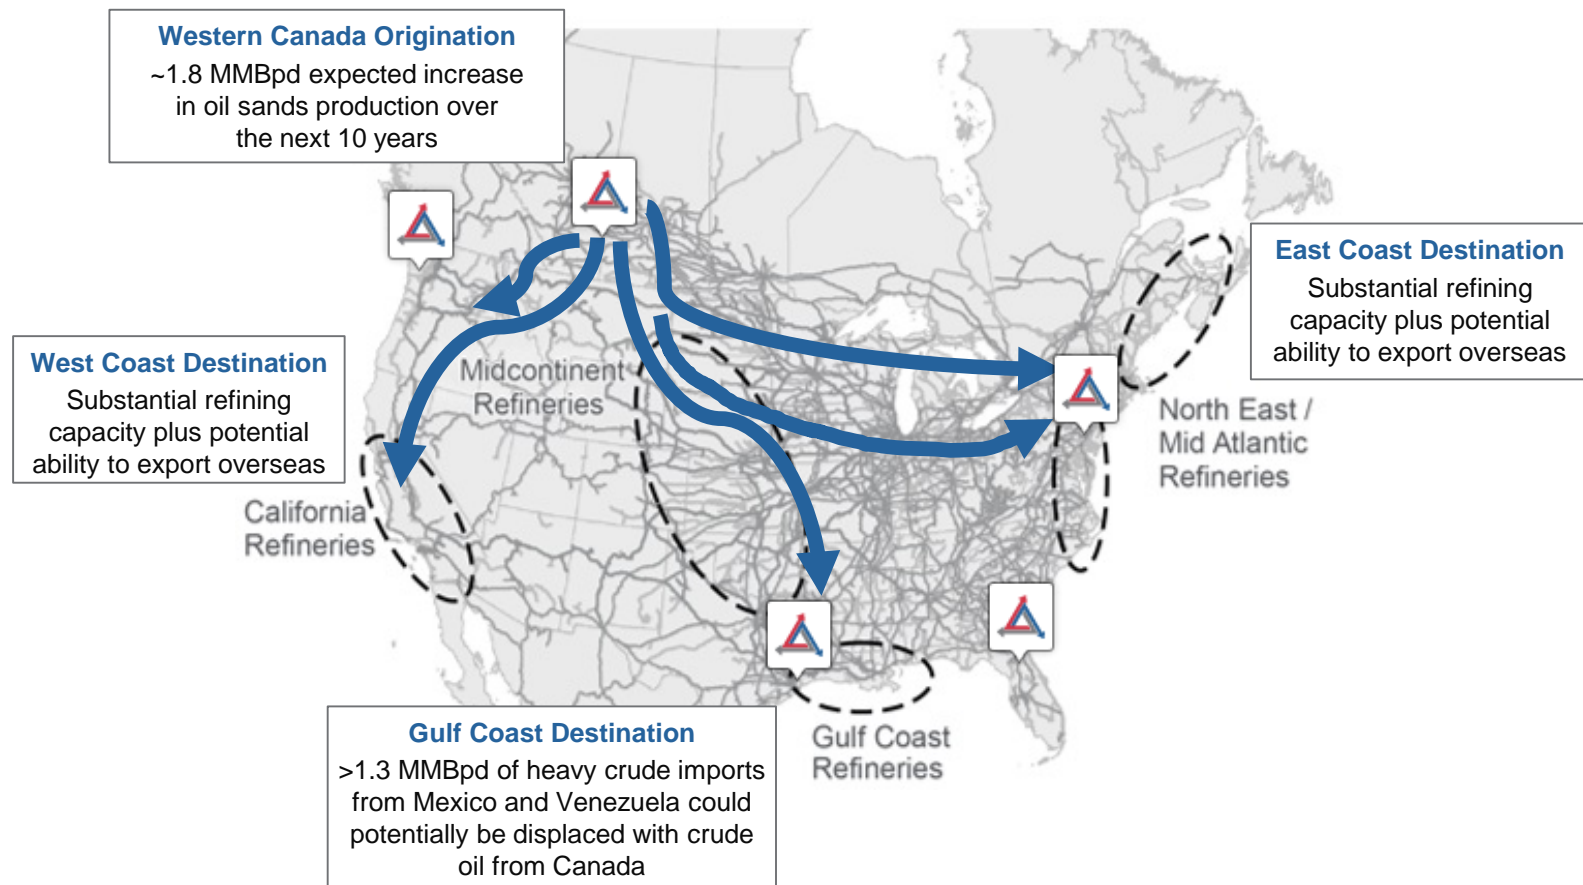 Western Canada Origination
~1.8 MMBpd expected increase
in oil sands production over
the next 10 years
East Coast Destination
Substantial refining
capacity plus potential
ability to export overseas
West Coast Destination
Substantial refining
capacity plus potential
ability to export overseas
Midcontinent
Refineries
North East /
Mid Atlantic
Refineries
California
Refineries
Gulf Coast Destination
>1.3 MMBpd of heavy crude imports
from Mexico and Venezuela could
potentially be displaced with crude
oil from Canada
Gulf Coast
Refineries